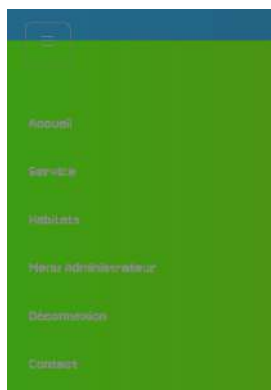 Accueil
Service
Habitats
Menu Administrateur
Déconnexion
Contact